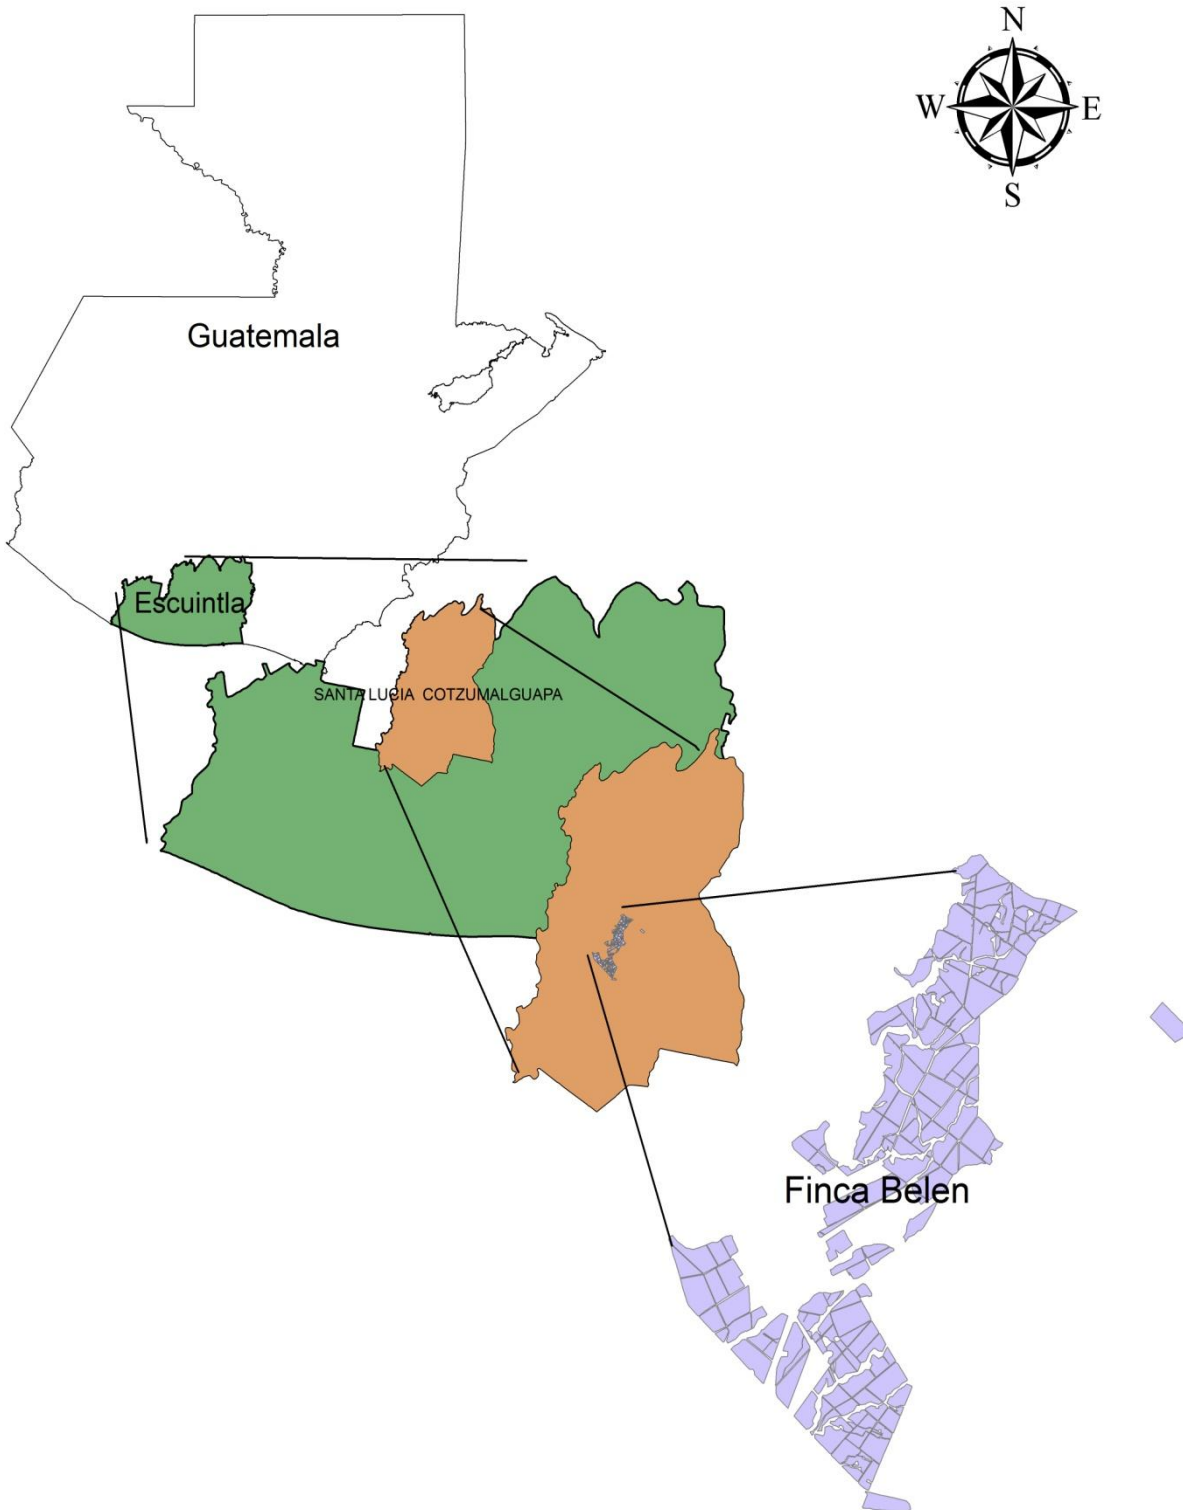 N
W E
S
Guatemala
Escuintla
SANTA LUCIA COTZUMALGUAPA
Finca Belen